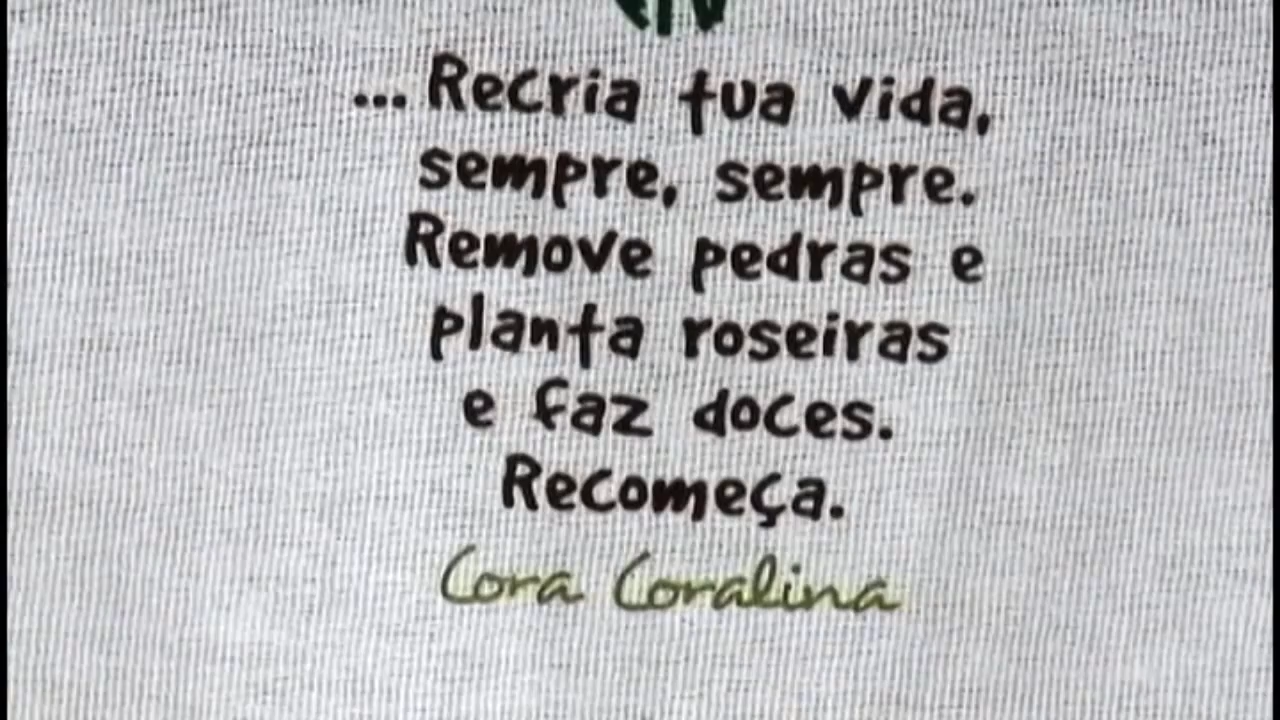 ... Recria tua vida,
sempre, sempre.
Remove pedras e
planta roseiras
e faz doces.
Recomeça.
Cora Coralina